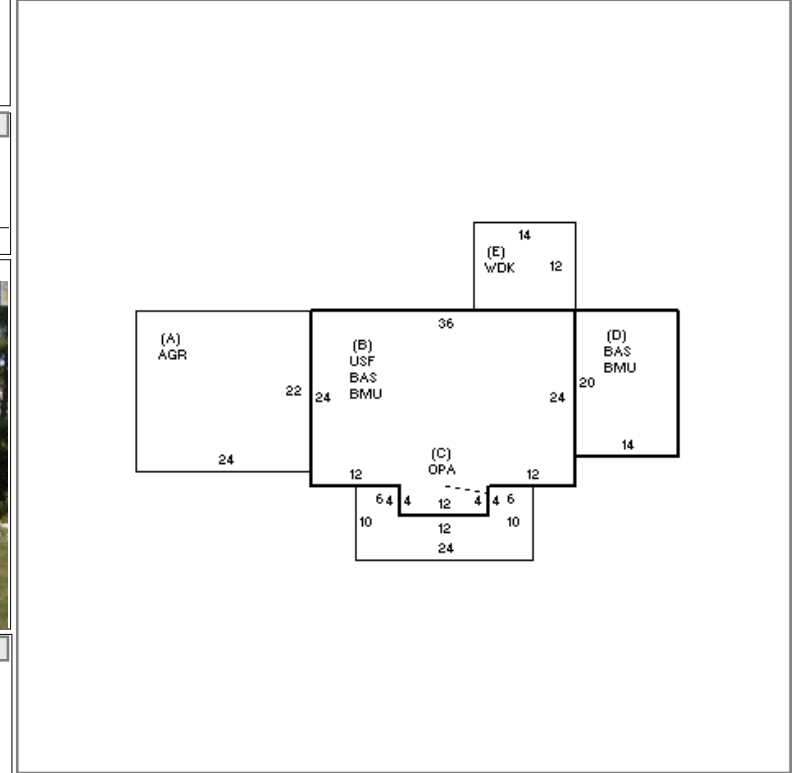 14
(E)
WDK 12
36
(A)
AGR
(B)
USF
BAS
BMU
(D)
BAS
BMU
22 24
24 20
24
14
(C)
OPA
12 12
6 4 4 12 4 4 6
10 12 10
24